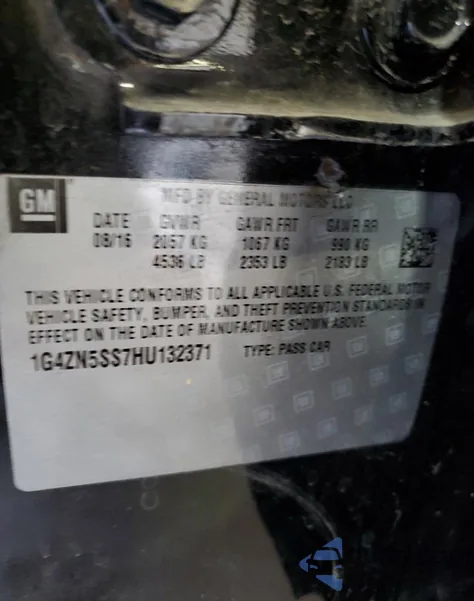 GM
MFD BY GENERAL MOTORS LLC
DATE GVWR GAWR FRT GAWR RR
08/16 2057 KG 1067 KG 990 KG
4536 LB 2353 LB 2183 LB
THIS VEHICLE CONFORMS TO ALL APPLICABLE U.S. FEDERAL MOTOR
VEHICLE SAFETY, BUMPER, AND THEFT PREVENTION STANDARDS IN
EFFECT ON THE DATE OF MANUFACTURE SHOWN ABOVE.
1G4ZN5SS7HU132371 TYPE: PASS CAR